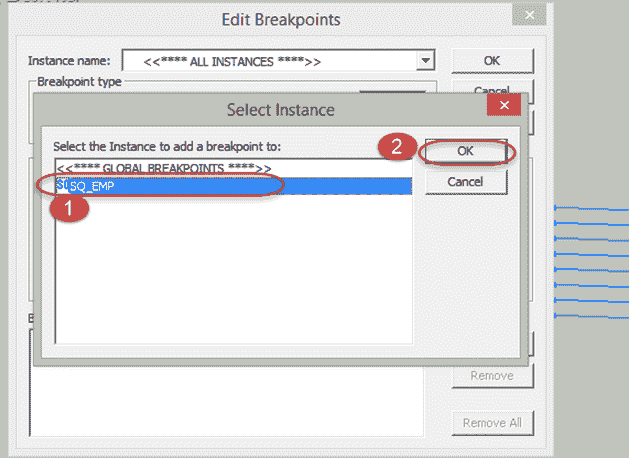 Edit Breakpoints
Instance name: <<**** ALL INSTANCES ****>> OK
Breakpoint type
Cancel
Select Instance
Select the Instance to add a breakpoint to:
2
OK
<<**** GLOBAL BREAKPOINTS ****>>
SQ_EMP
Cancel
1
Remove
Remove All